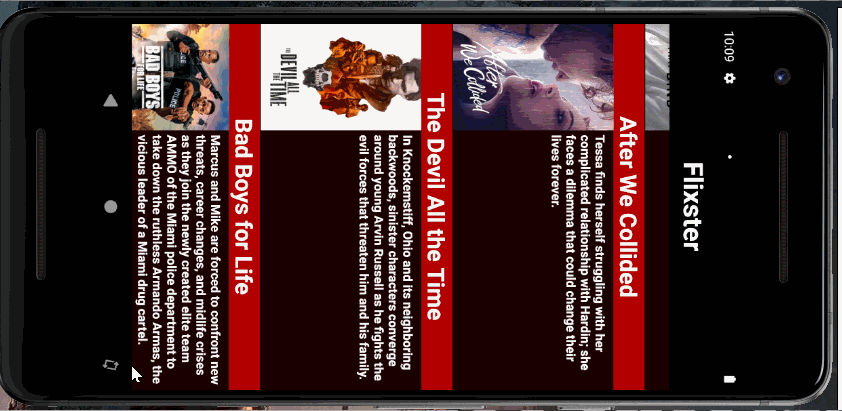 10:09
Flixster
After We Collided
After
We Collided
Tessa finds herself struggling with her
complicated relationship with Hardin; she
faces a dilemma that could change their
lives forever.
The Devil All the Time
THE
DEVIL
ALL
THE TIME
In Knockemstiff, Ohio and its neighboring
backwoods, sinister characters converge
around young Arvin Russell as he fights the
evil forces that threaten him and his family.
Bad Boys for Life
BAD BOYS
FOR LIFE
POLICE
Marcus and Mike are forced to confront new
threats, career changes, and midlife crises
as they join the newly created elite team
AMMO of the Miami police department to
take down the ruthless Armando Armas, the
vicious leader of a Miami drug cartel.